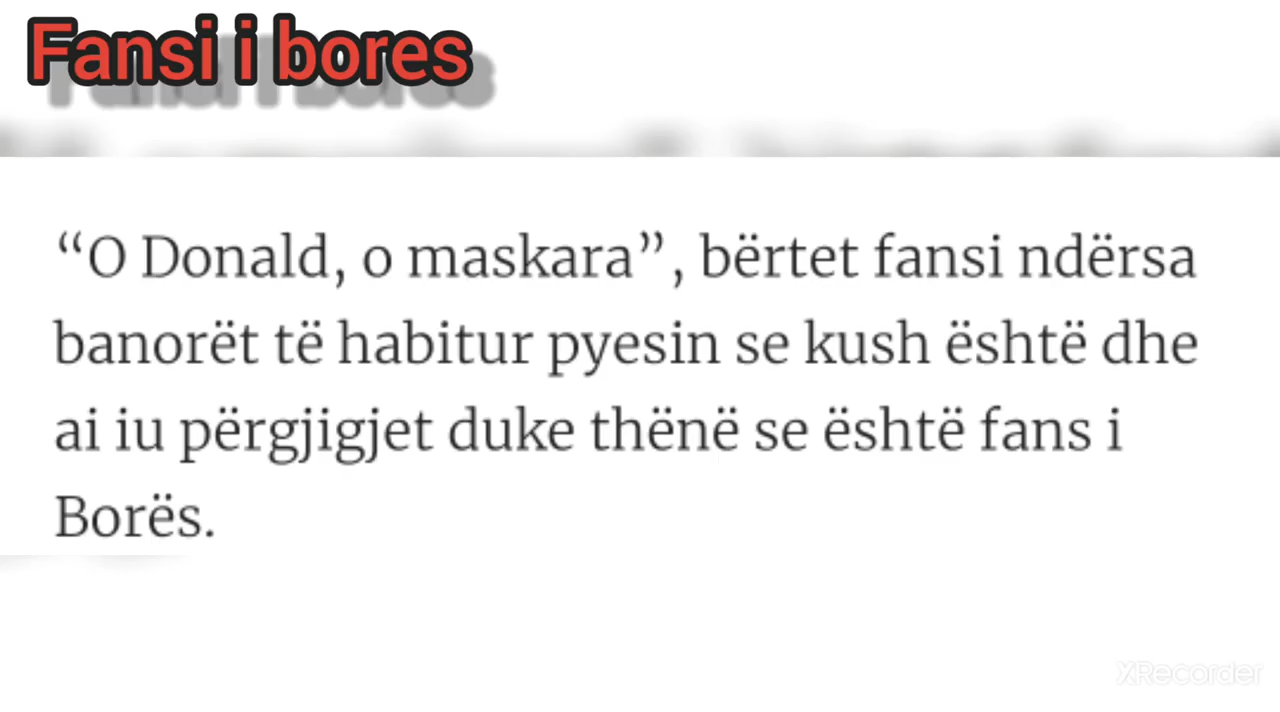 Fansi i bores
“O Donald, o maskara”, bërtet fansi ndërsa
banorët të habitur pyesin se kush është dhe
ai iu përgjigjet duke thënë se është fans i
Borës.
XRecorder